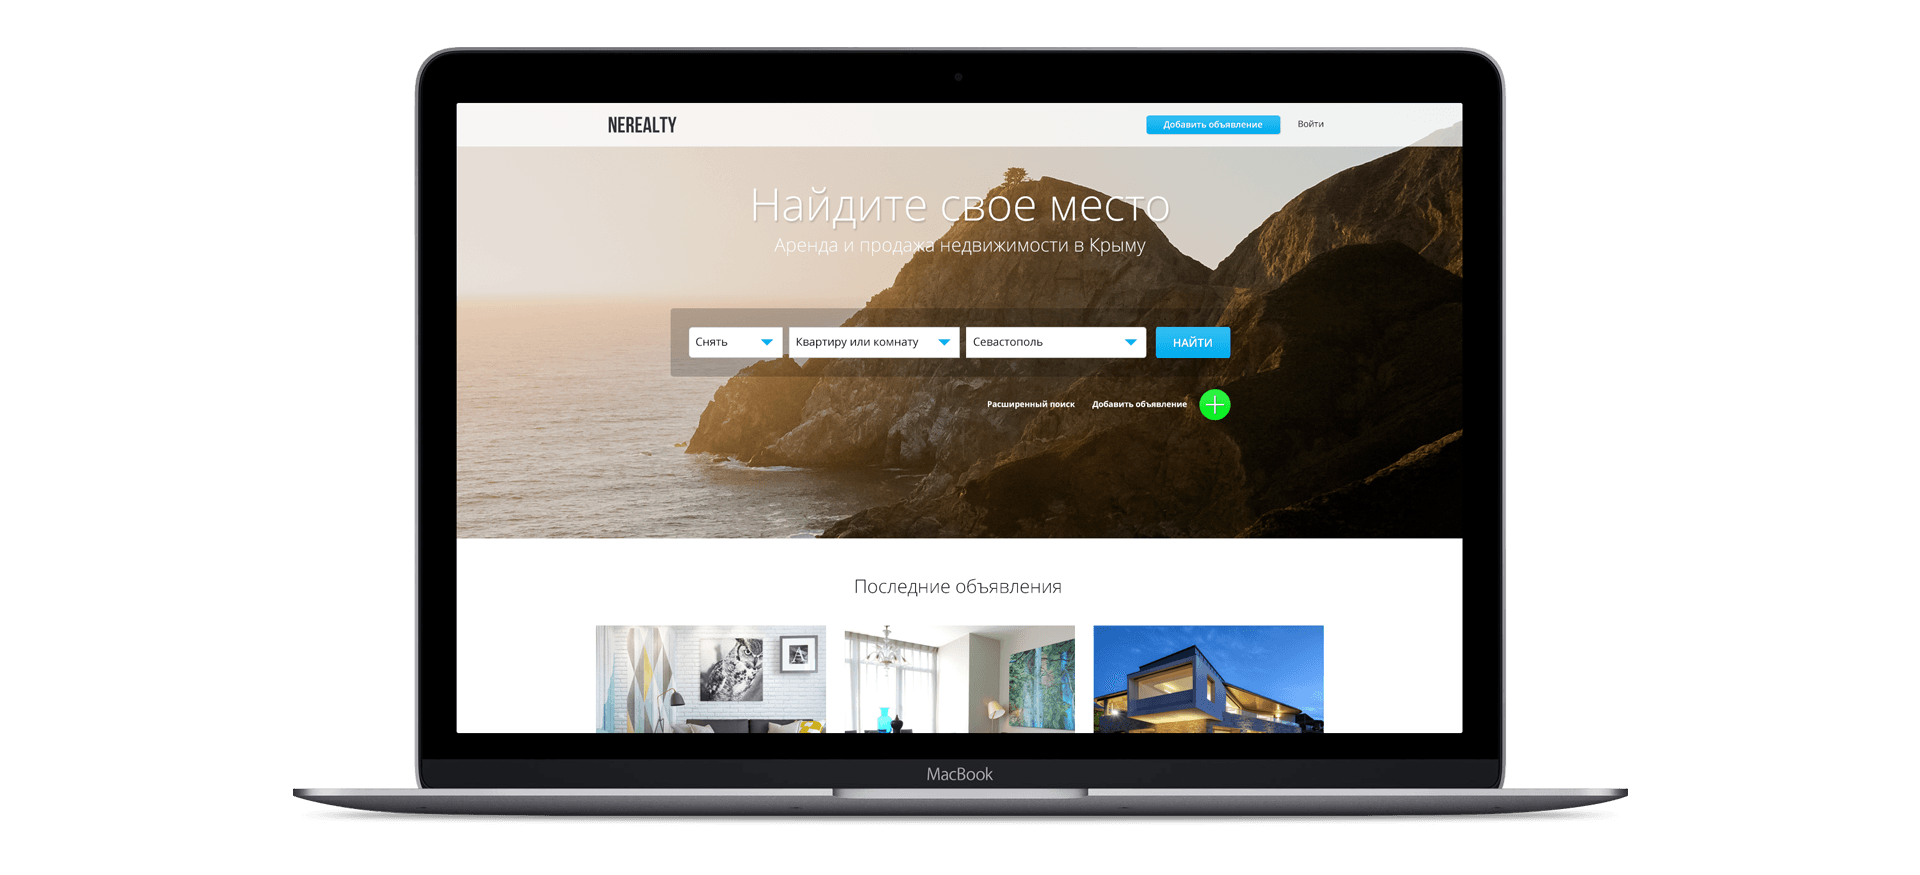 NEREALTY
Добавить объявление
Войти
Найдите свое место
Аренда и продажа недвижимости в Крыму
Снять
Квартиру или комнату
Севастополь
НАЙТИ
Расширенный поиск
Добавить объявление
Последние объявления
A
MacBook